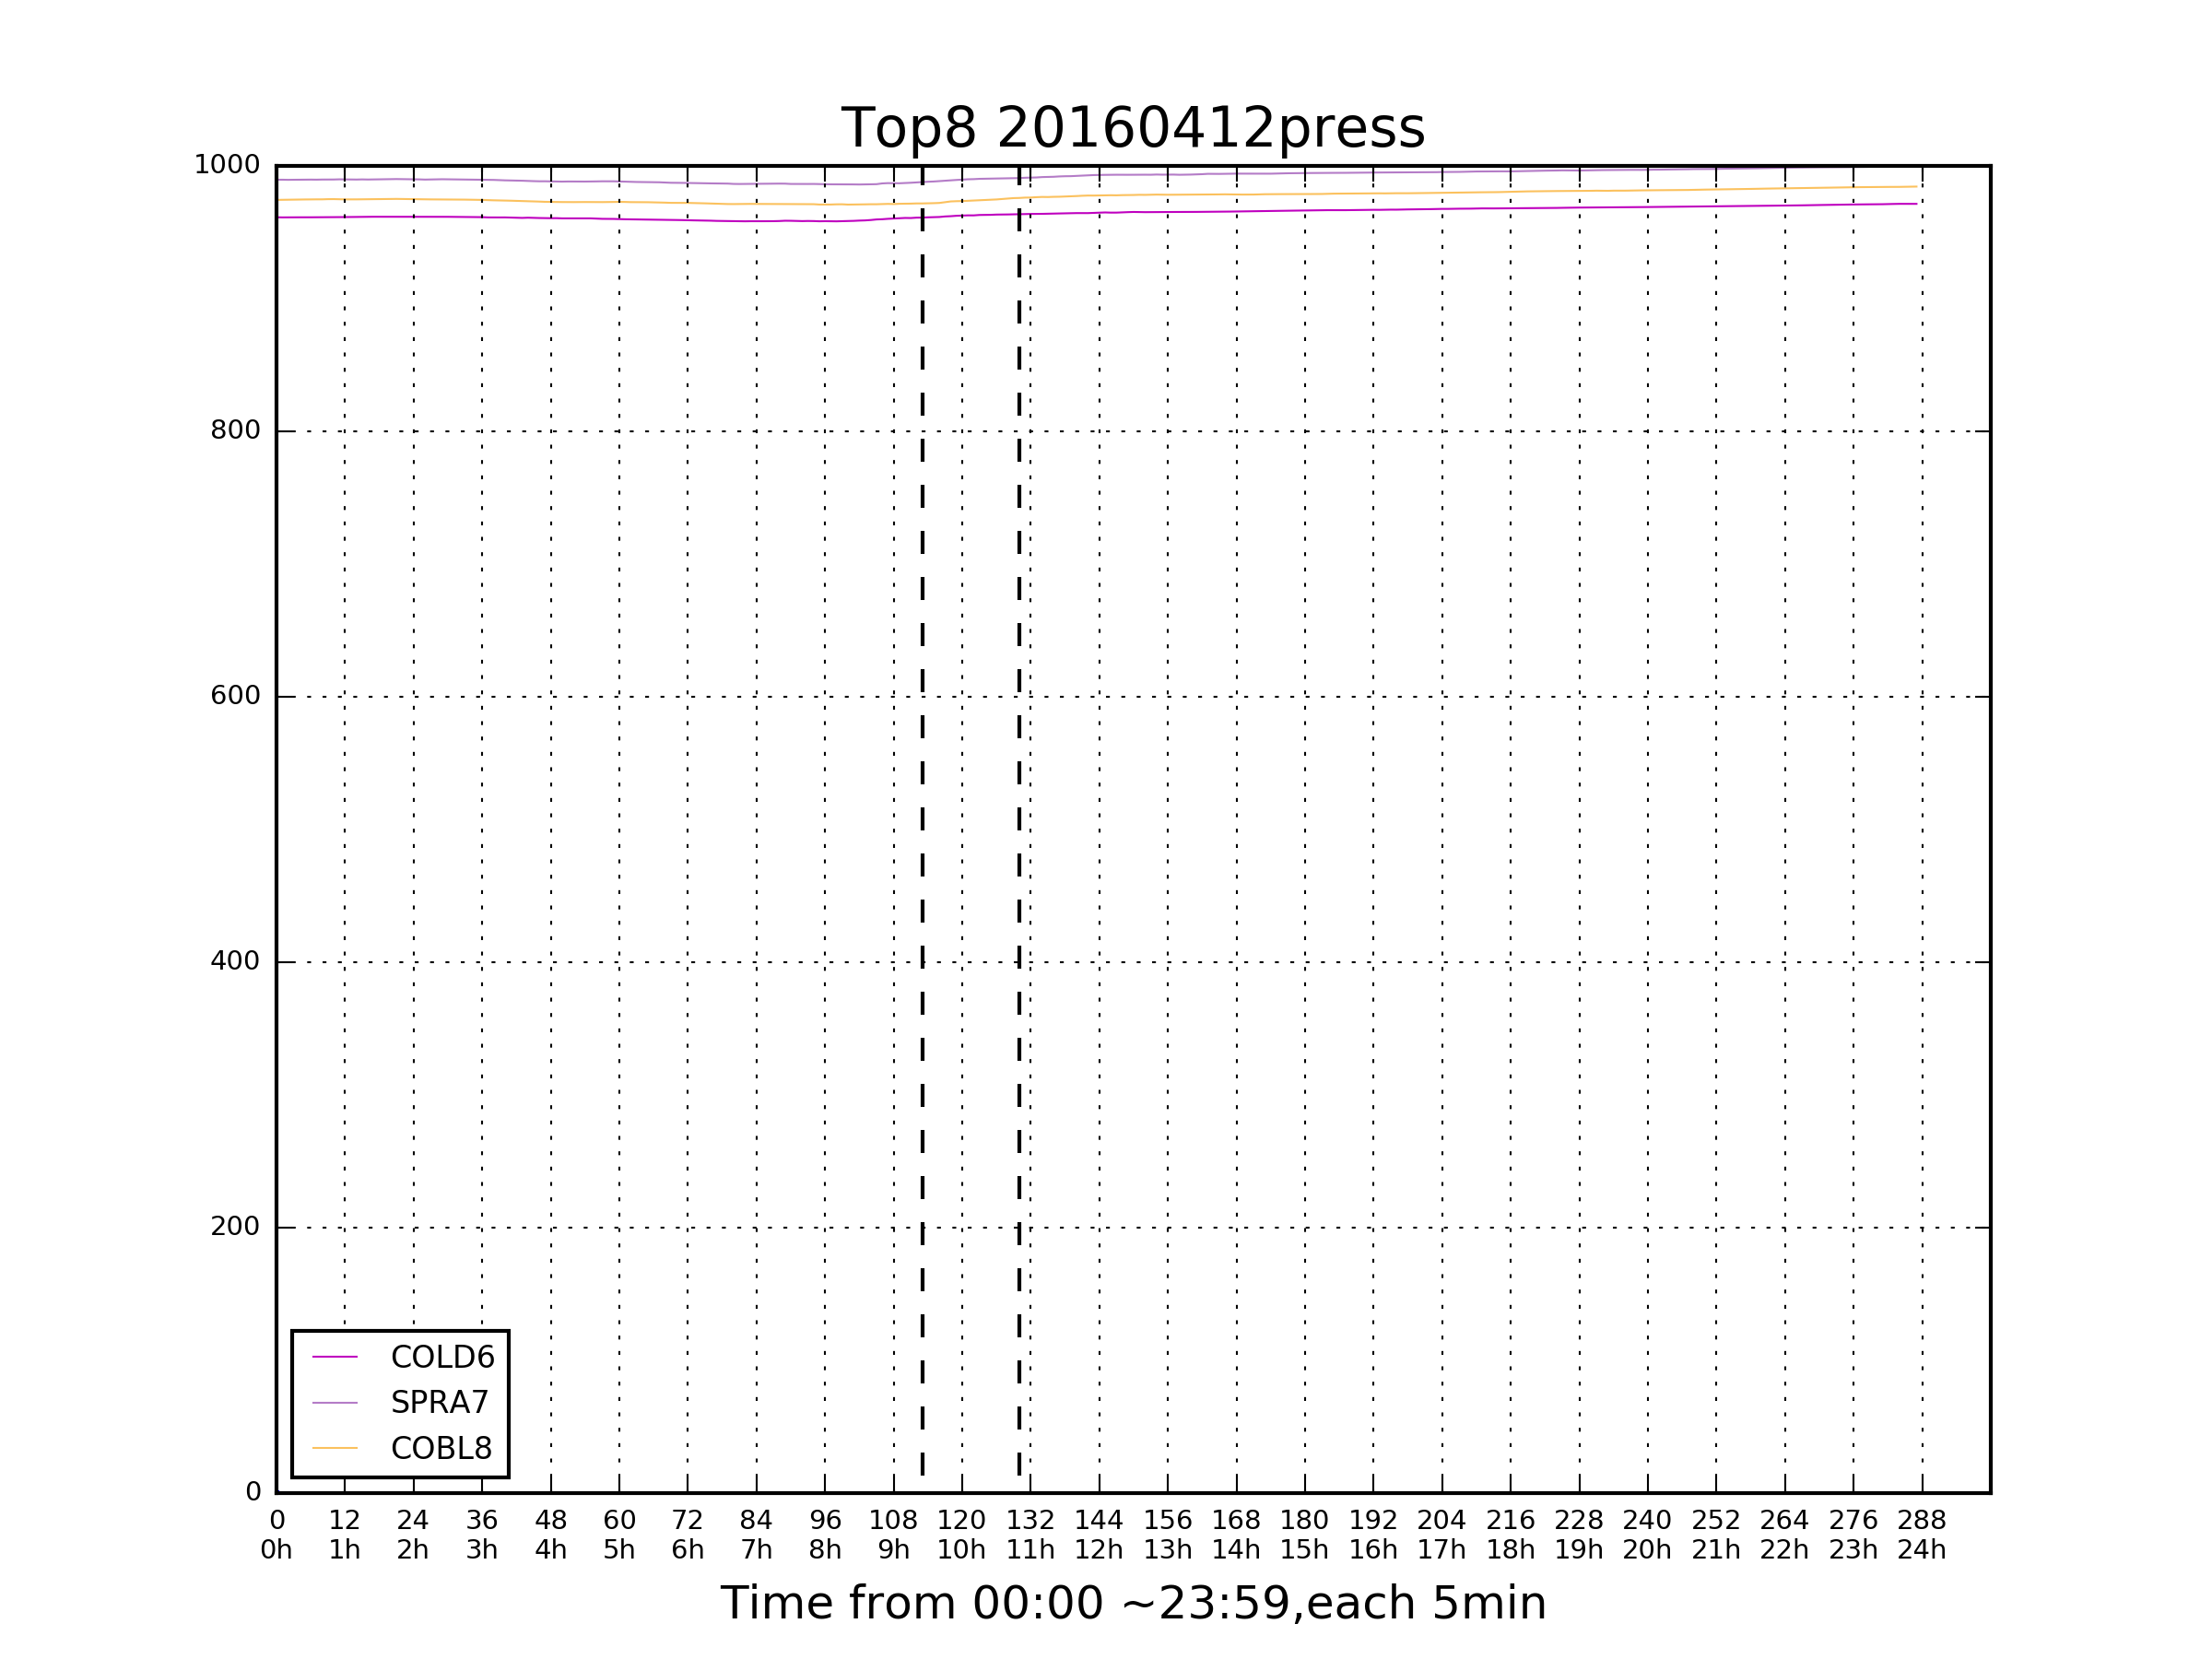 Top8 20160412press
1000
800
600
400
200
0
0 12 24 36 48 60 72 84 96 108 120 132 144 156 168 180 192 204 216 228 240 252 264 276 288
0h 1h 2h 3h 4h 5h 6h 7h 8h 9h 10h 11h 12h 13h 14h 15h 16h 17h 18h 19h 20h 21h 22h 23h 24h
COLD6
SPRA7
COBL8
Time from 00:00 ~23:59,each 5min